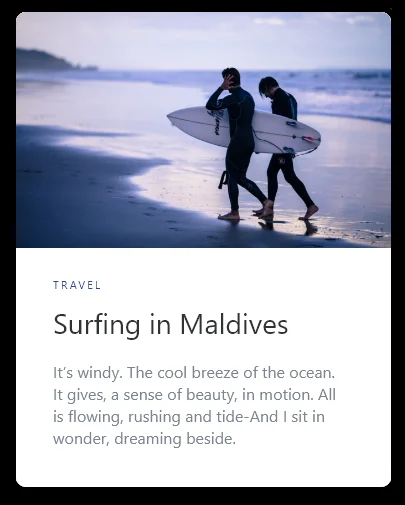 TRAVEL
Surfing in Maldives
It's windy. The cool breeze of the ocean.
It gives, a sense of beauty, in motion. All
is flowing, rushing and tide-And I sit in
wonder, dreaming beside.